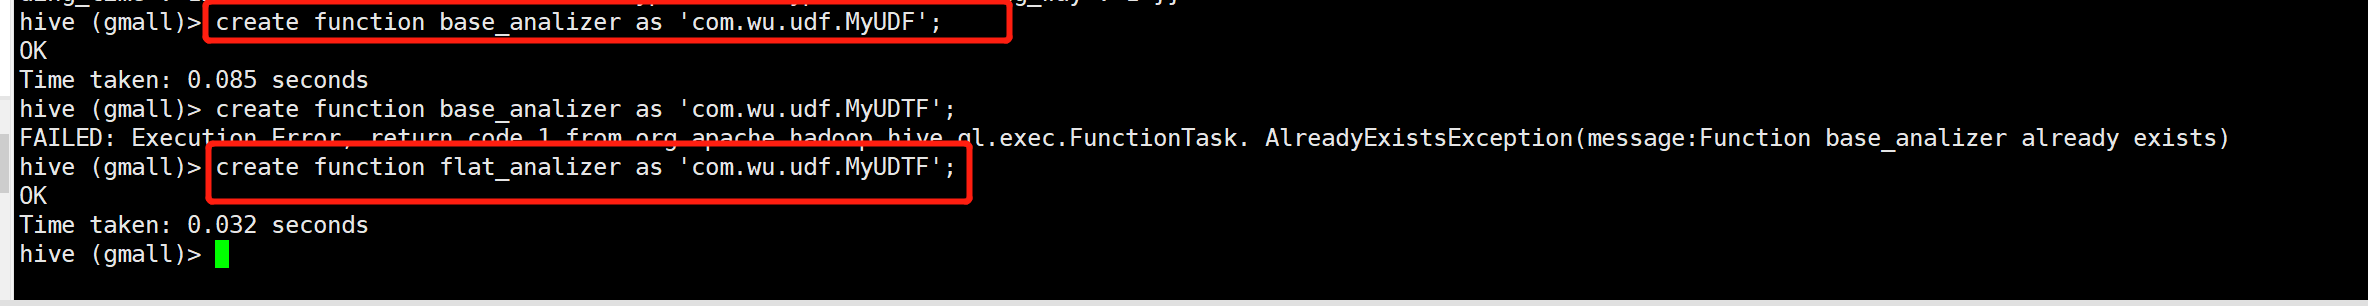 hive (gmall)> create function base_analizer as 'com.wu.udf.MyUDF';
OK
Time taken: 0.085 seconds
hive (gmall)> create function base_analizer as 'com.wu.udf.MyUDTF';
FAILED: Execution Error, return code 1 from org.apache.hadoop.hive.ql.exec.FunctionTask. AlreadyExistsException(message:Function base_analizer already exists)
hive (gmall)> create function flat_analizer as 'com.wu.udf.MyUDTF';
OK
Time taken: 0.032 seconds
hive (gmall)>